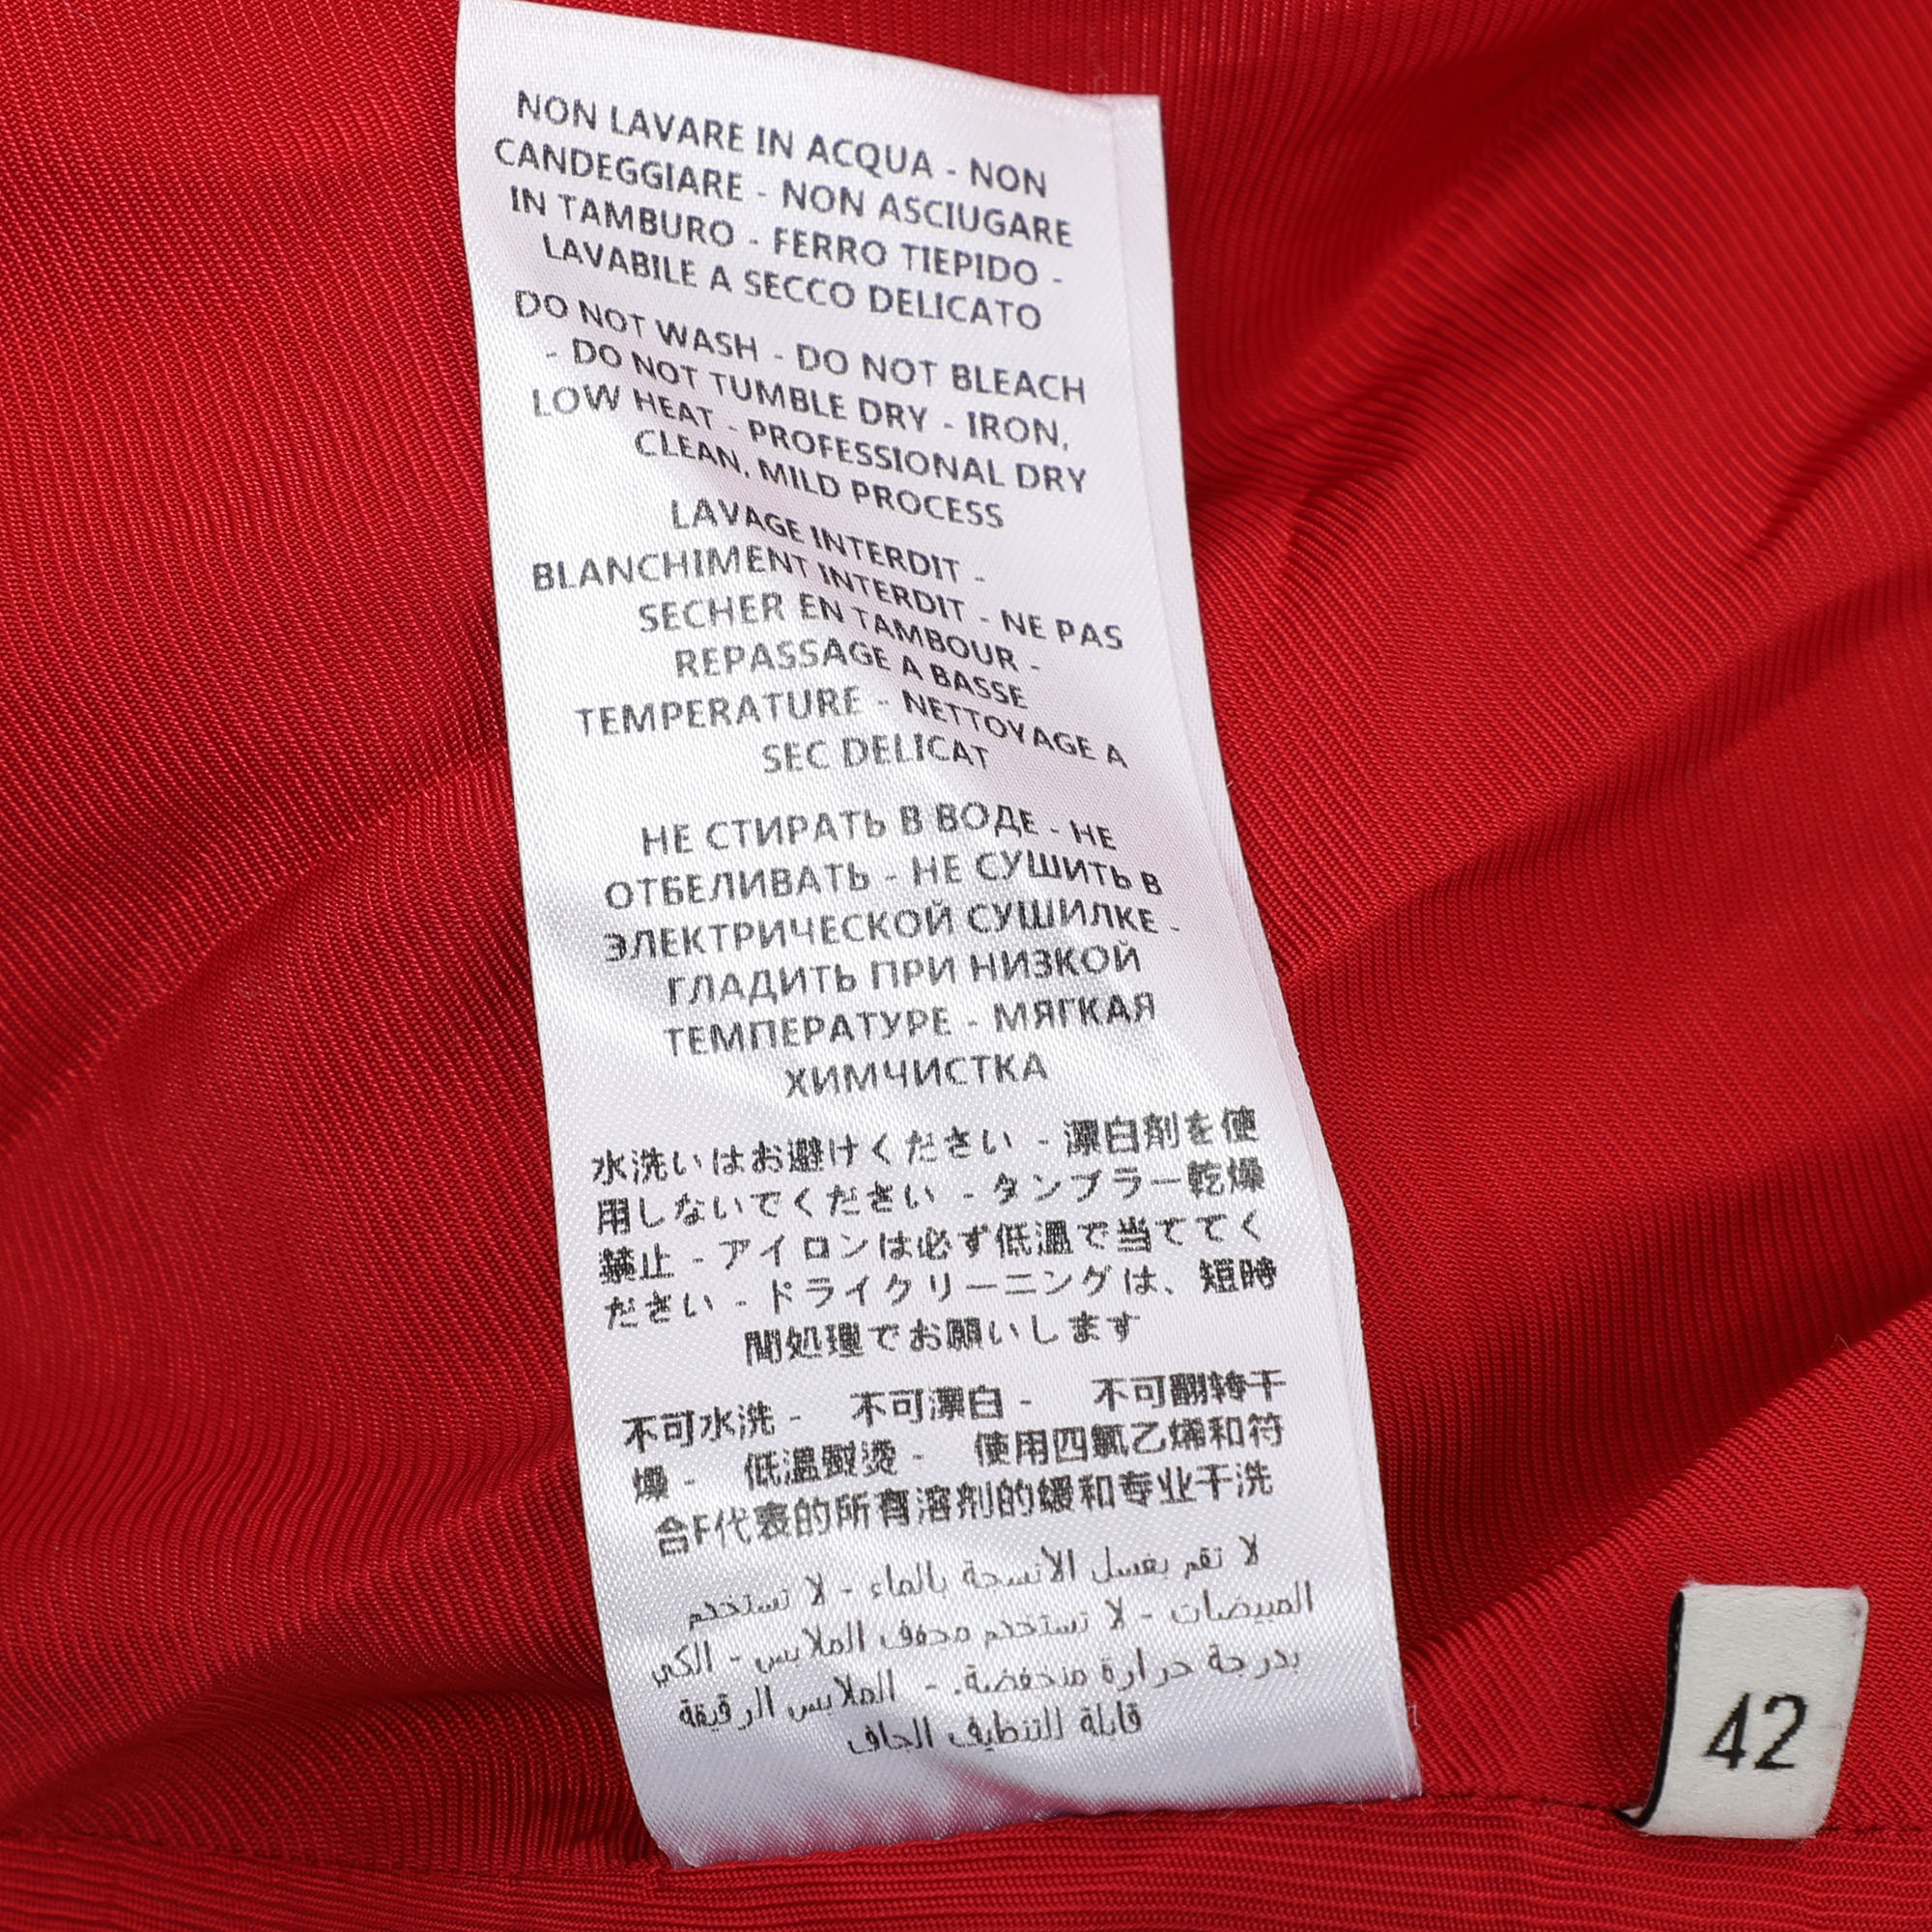 NON LAVARE IN ACQUA - NON
CANDEGGIARE - NON ASCIUGARE
IN TAMBURO - FERRO TIEPIDO -
LAVABILE A SECCO DELICATO
DO NOT WASH - DO NOT BLEACH
- DO NOT TUMBLE DRY - IRON,
LOW HEAT - PROFESSIONAL DRY
CLEAN, MILD PROCESS
LAVAGE INTERDIT -
BLANCHIMENT INTERDIT - NE PAS
SECHER EN TAMBOUR -
REPASSAGE A BASSE
TEMPERATURE - NETTOYAGE A
SEC DELICAT
НЕ СТИРАТЬ В ВОДЕ - НЕ
ОТБЕЛИВАТЬ - НЕ СУШИТЬ В
ЭЛЕКТРИЧЕСКОЙ СУШИЛКЕ -
ГЛАДИТЬ ПРИ НИЗКОЙ
ТЕМПЕРАТУРЕ - МЯГКАЯ
ХИМЧИСТКА
水洗いはお避けください - 漂白剤を使
用しないでください - タンブラー乾燥
禁止 - アイロンは必ず低温で当ててく
ださい - ドライクリーニングは、短時
間処理でお願いします
不可水洗 - 不可漂白 - 不可翻转干
燥 - 低温熨烫 - 使用四氯乙烯和符
合F代表的所有溶剂的缓和专业干洗
لا تقم بغسل الأنسجة بالماء - لا تستخدم
المبيضات - لا تستخدم مجفف الملابس - الكي
بدرجة حرارة منخفضة. - الملابس الرقيقة
قابلة للتنظيف الجاف
42